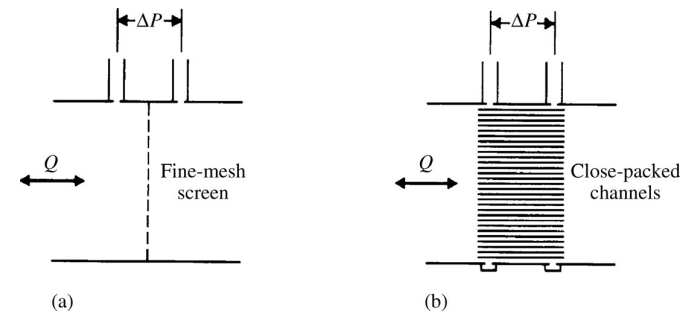 ΔP
ΔP
Q
Fine-mesh
screen
Q
Close-packed
channels
(a)
(b)